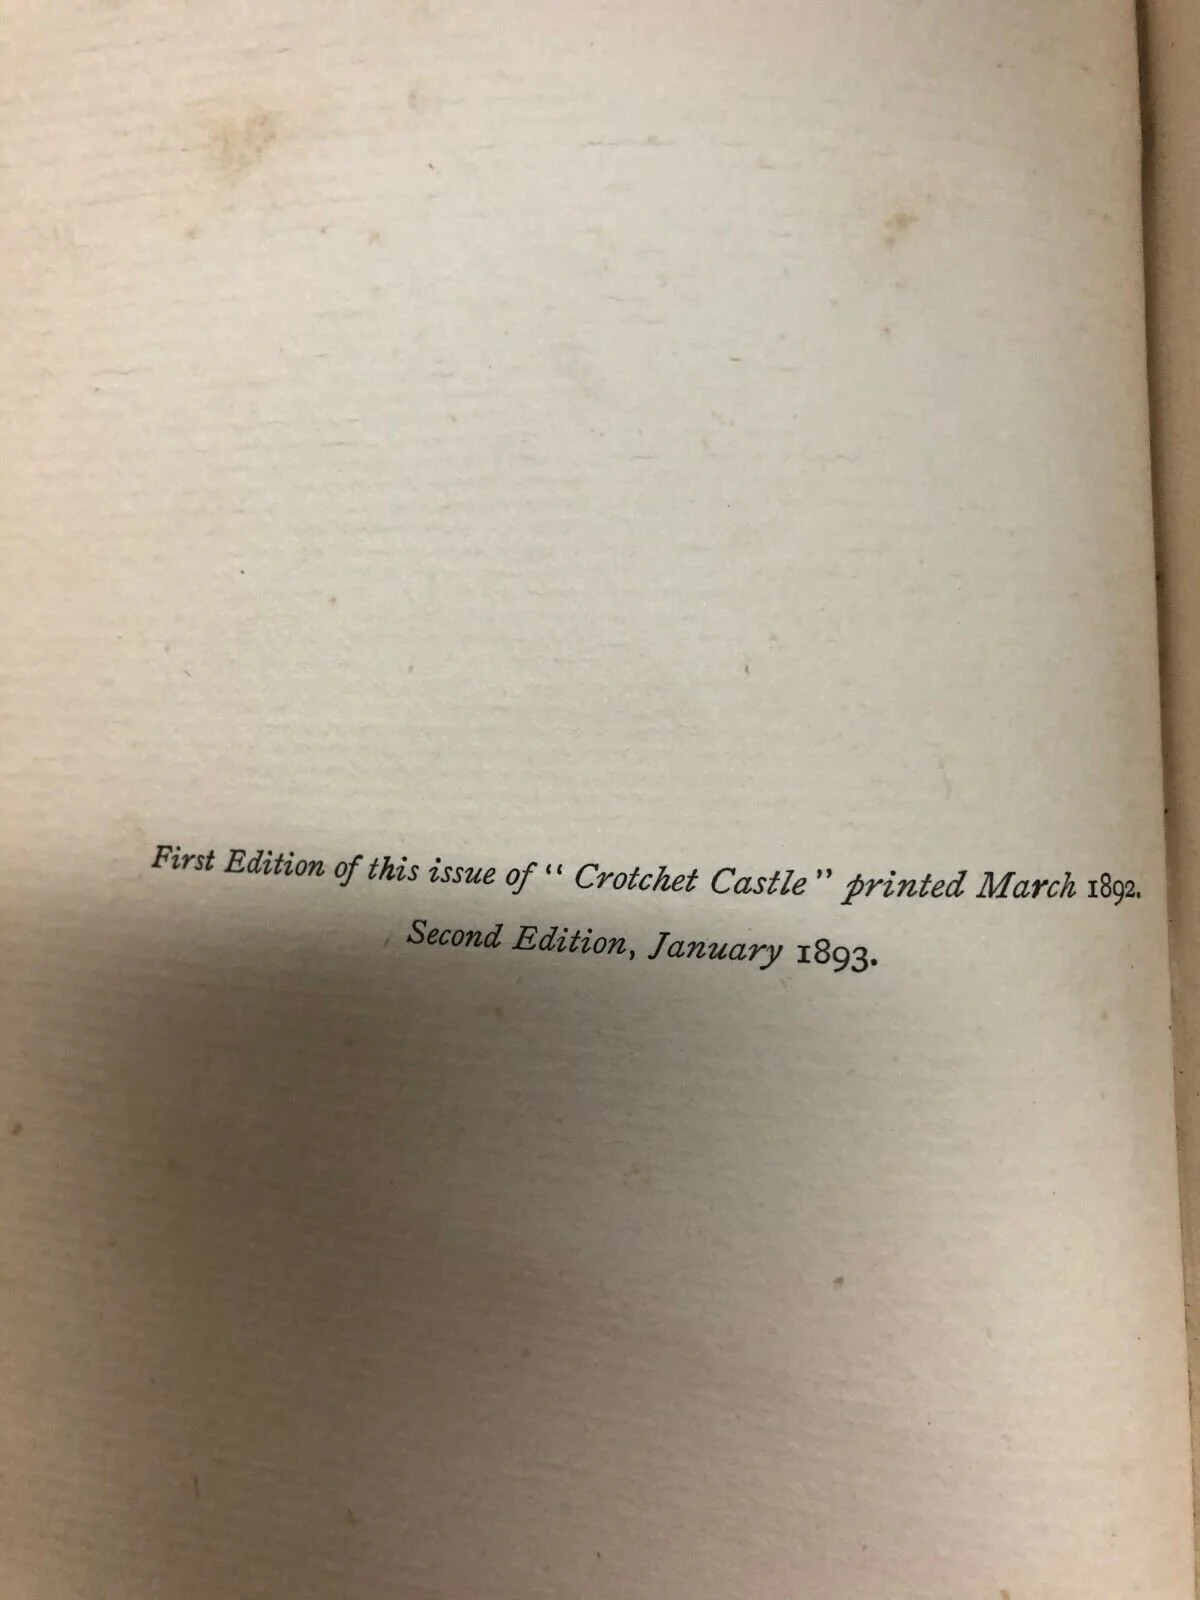 First Edition of this issue of “ Crotchet Castle ” printed March 1892.
Second Edition, January 1893.